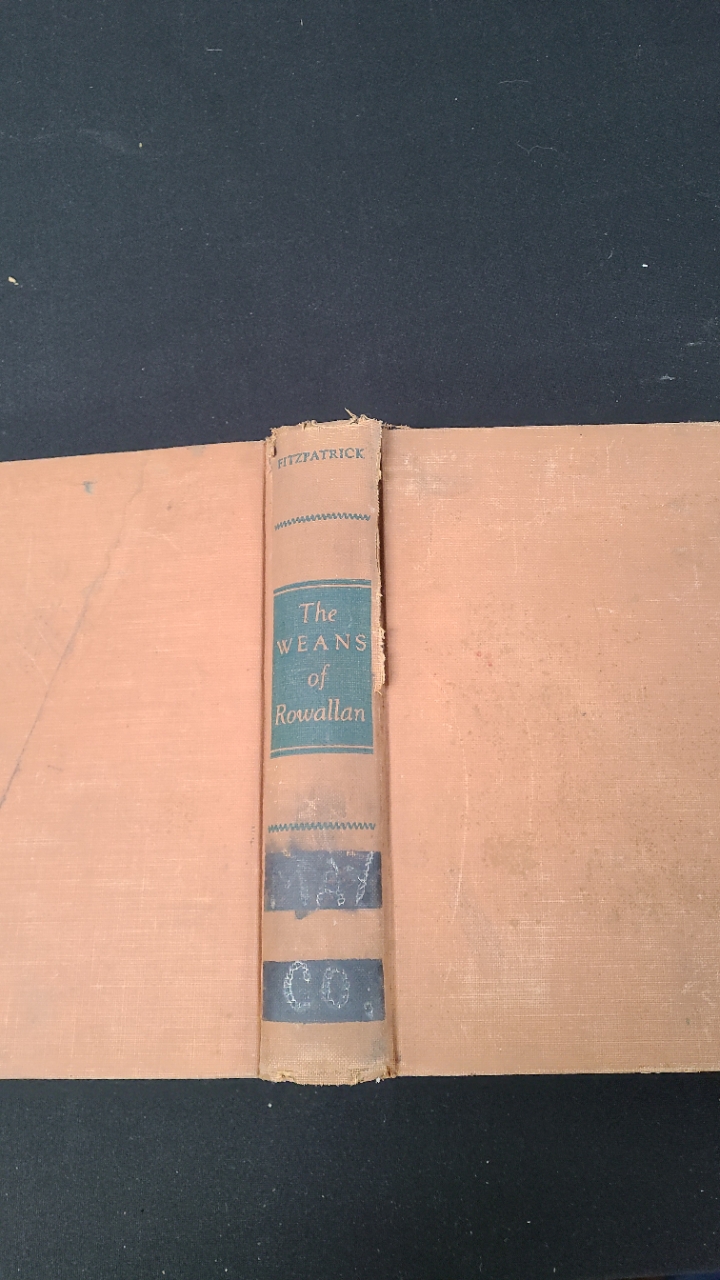 FITZPATRICK
The
WEANS
of
Rowallan
CO.